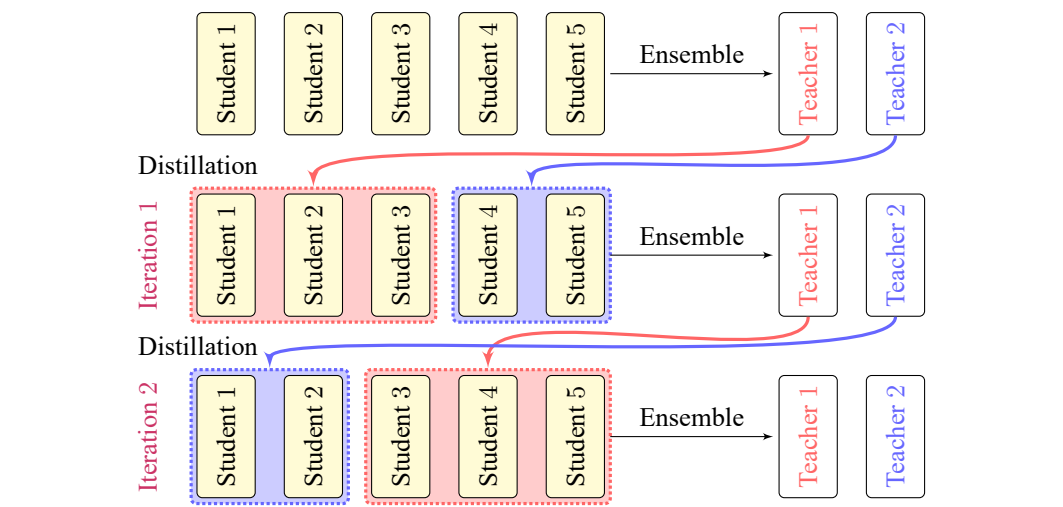 Student 1
Student 2
Student 3
Student 4
Student 5
Ensemble
Teacher 1
Teacher 2
Distillation
Iteration 1
Student 1
Student 2
Student 3
Student 4
Student 5
Ensemble
Teacher 1
Teacher 2
Distillation
Iteration 2
Student 1
Student 2
Student 3
Student 4
Student 5
Ensemble
Teacher 1
Teacher 2